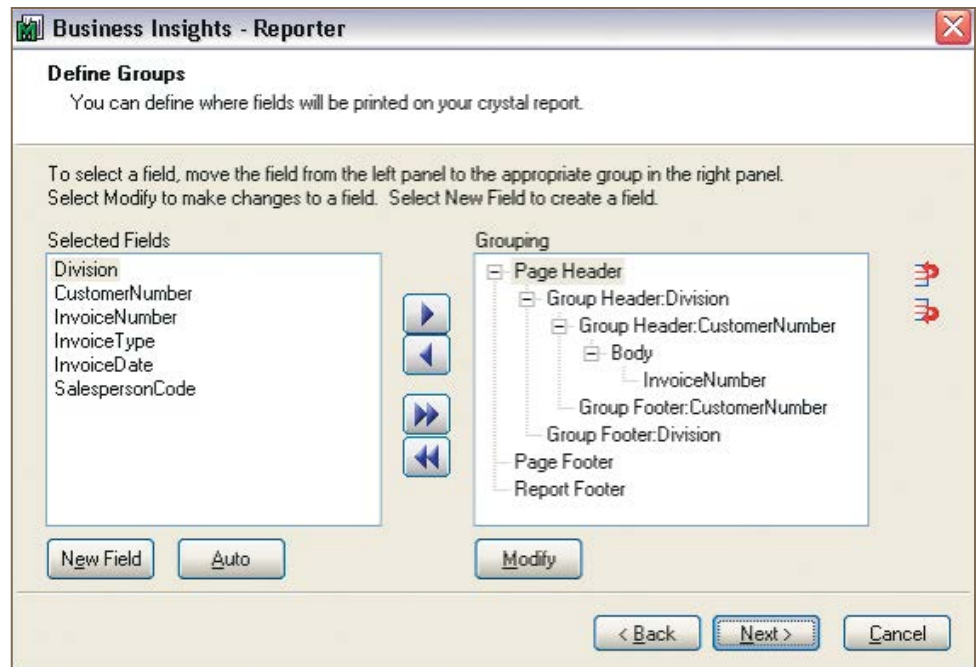 Business Insights - Reporter
Define Groups
You can define where fields will be printed on your crystal report.
To select a field, move the field from the left panel to the appropriate group in the right panel.
Select Modify to make changes to a field. Select New Field to create a field.
Selected Fields
Division
CustomerNumber
InvoiceNumber
InvoiceType
InvoiceDate
SalespersonCode
Grouping
Page Header
Group Header:Division
Group Header:CustomerNumber
Body
InvoiceNumber
Group Footer:CustomerNumber
Group Footer:Division
Page Footer
Report Footer
New Field
Auto
Modify
< Back
Next >
Cancel